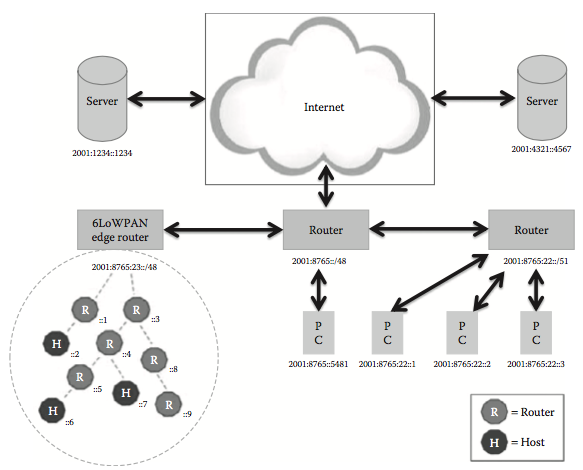 Server
Internet
Server
2001:1234::1234
2001:4321::4567
6LoWPAN
edge router
Router
Router
2001:8765:23::/48
2001:8765::/48
2001:8765:22::/51
R
::1
R
::3
H
::2
R
::4
R
::8
R
::5
H
::7
R
::9
H
::6
P
C
P
C
P
C
P
C
2001:8765::5481
2001:8765:22::1
2001:8765:22::2
2001:8765:22::3
R = Router
H = Host